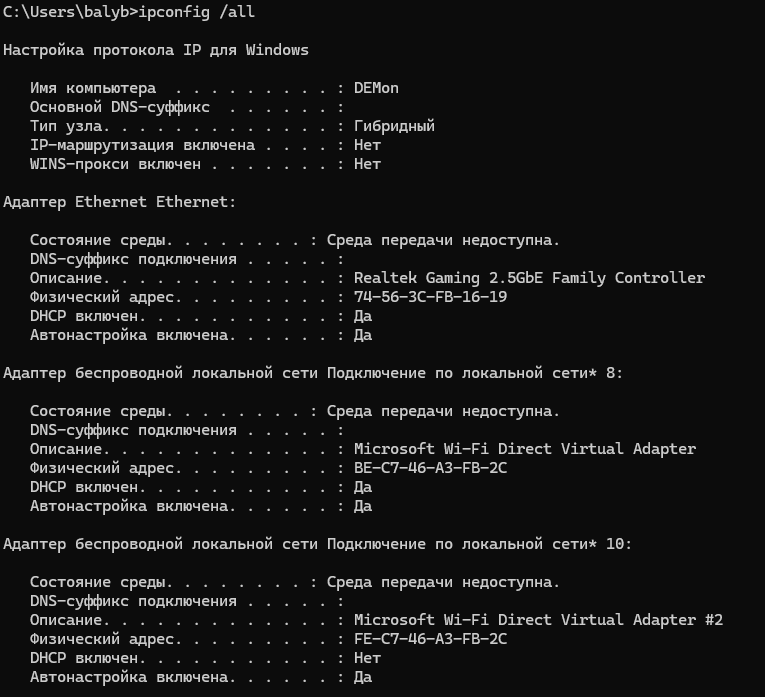 C:\Users\balyb>ipconfig /all
Настройка протокола IP для Windows
Имя компьютера  . . . . . . . . . : DEMon
Основной DNS-суффикс  . . . . . . :
Тип узла. . . . . . . . . . . . . : Гибридный
IP-маршрутизация включена . . . . : Нет
WINS-прокси включен . . . . . . . : Нет
Адаптер Ethernet Ethernet:
Состояние среды. . . . . . . . : Среда передачи недоступна.
DNS-суффикс подключения . . . . . :
Описание. . . . . . . . . . . . . : Realtek Gaming 2.5GbE Family Controller
Физический адрес. . . . . . . . . : 74-56-3C-FB-16-19
DHCP включен. . . . . . . . . . . : Да
Автонастройка включена. . . . . . : Да
Адаптер беспроводной локальной сети Подключение по локальной сети* 8:
Состояние среды. . . . . . . . : Среда передачи недоступна.
DNS-суффикс подключения . . . . . :
Описание. . . . . . . . . . . . . : Microsoft Wi-Fi Direct Virtual Adapter
Физический адрес. . . . . . . . . : BE-C7-46-A3-FB-2C
DHCP включен. . . . . . . . . . . : Да
Автонастройка включена. . . . . . : Да
Адаптер беспроводной локальной сети Подключение по локальной сети* 10:
Состояние среды. . . . . . . . : Среда передачи недоступна.
DNS-суффикс подключения . . . . . :
Описание. . . . . . . . . . . . . : Microsoft Wi-Fi Direct Virtual Adapter #2
Физический адрес. . . . . . . . . : FE-C7-46-A3-FB-2C
DHCP включен. . . . . . . . . . . : Нет
Автонастройка включена. . . . . . : Да